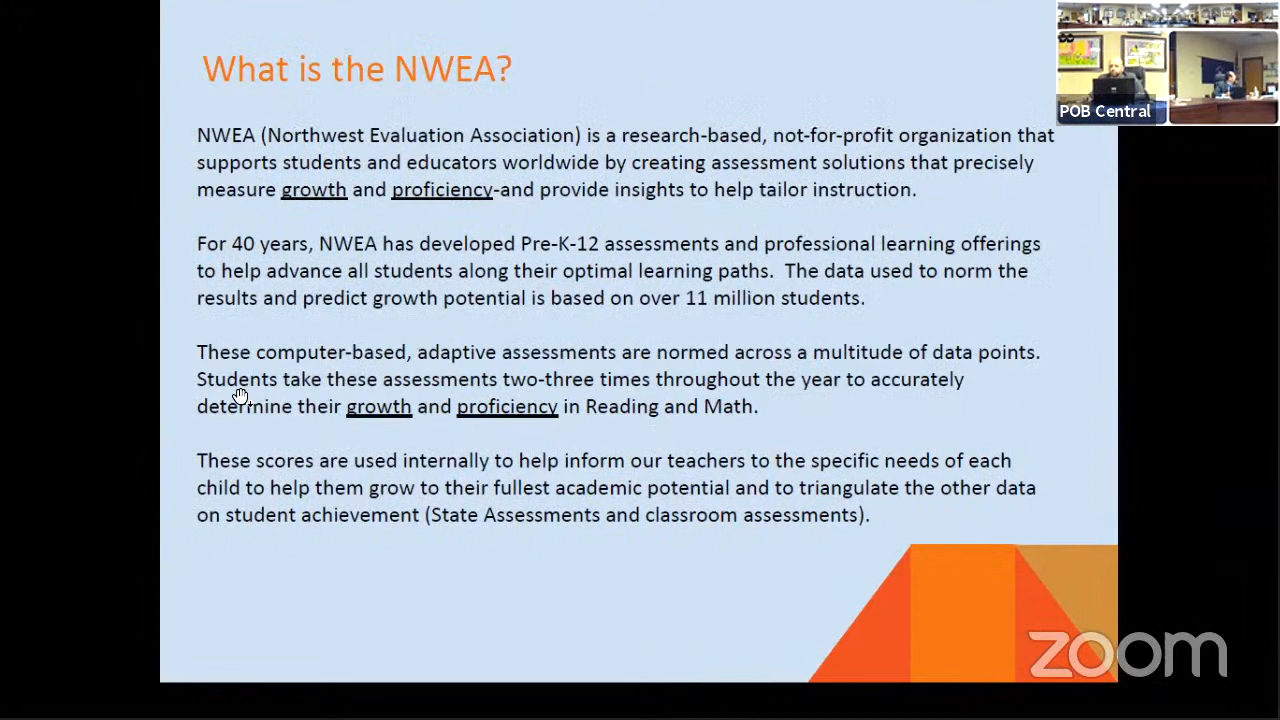 What is the NWEA?
POB Central
NWEA (Northwest Evaluation Association) is a research-based, not-for-profit organization that
supports students and educators worldwide by creating assessment solutions that precisely
measure growth and proficiency-and provide insights to help tailor instruction.
For 40 years, NWEA has developed Pre-K-12 assessments and professional learning offerings
to help advance all students along their optimal learning paths.  The data used to norm the
results and predict growth potential is based on over 11 million students.
These computer-based, adaptive assessments are normed across a multitude of data points.
Students take these assessments two-three times throughout the year to accurately
determine their growth and proficiency in Reading and Math.
These scores are used internally to help inform our teachers to the specific needs of each
child to help them grow to their fullest academic potential and to triangulate the other data
on student achievement (State Assessments and classroom assessments).
zoom